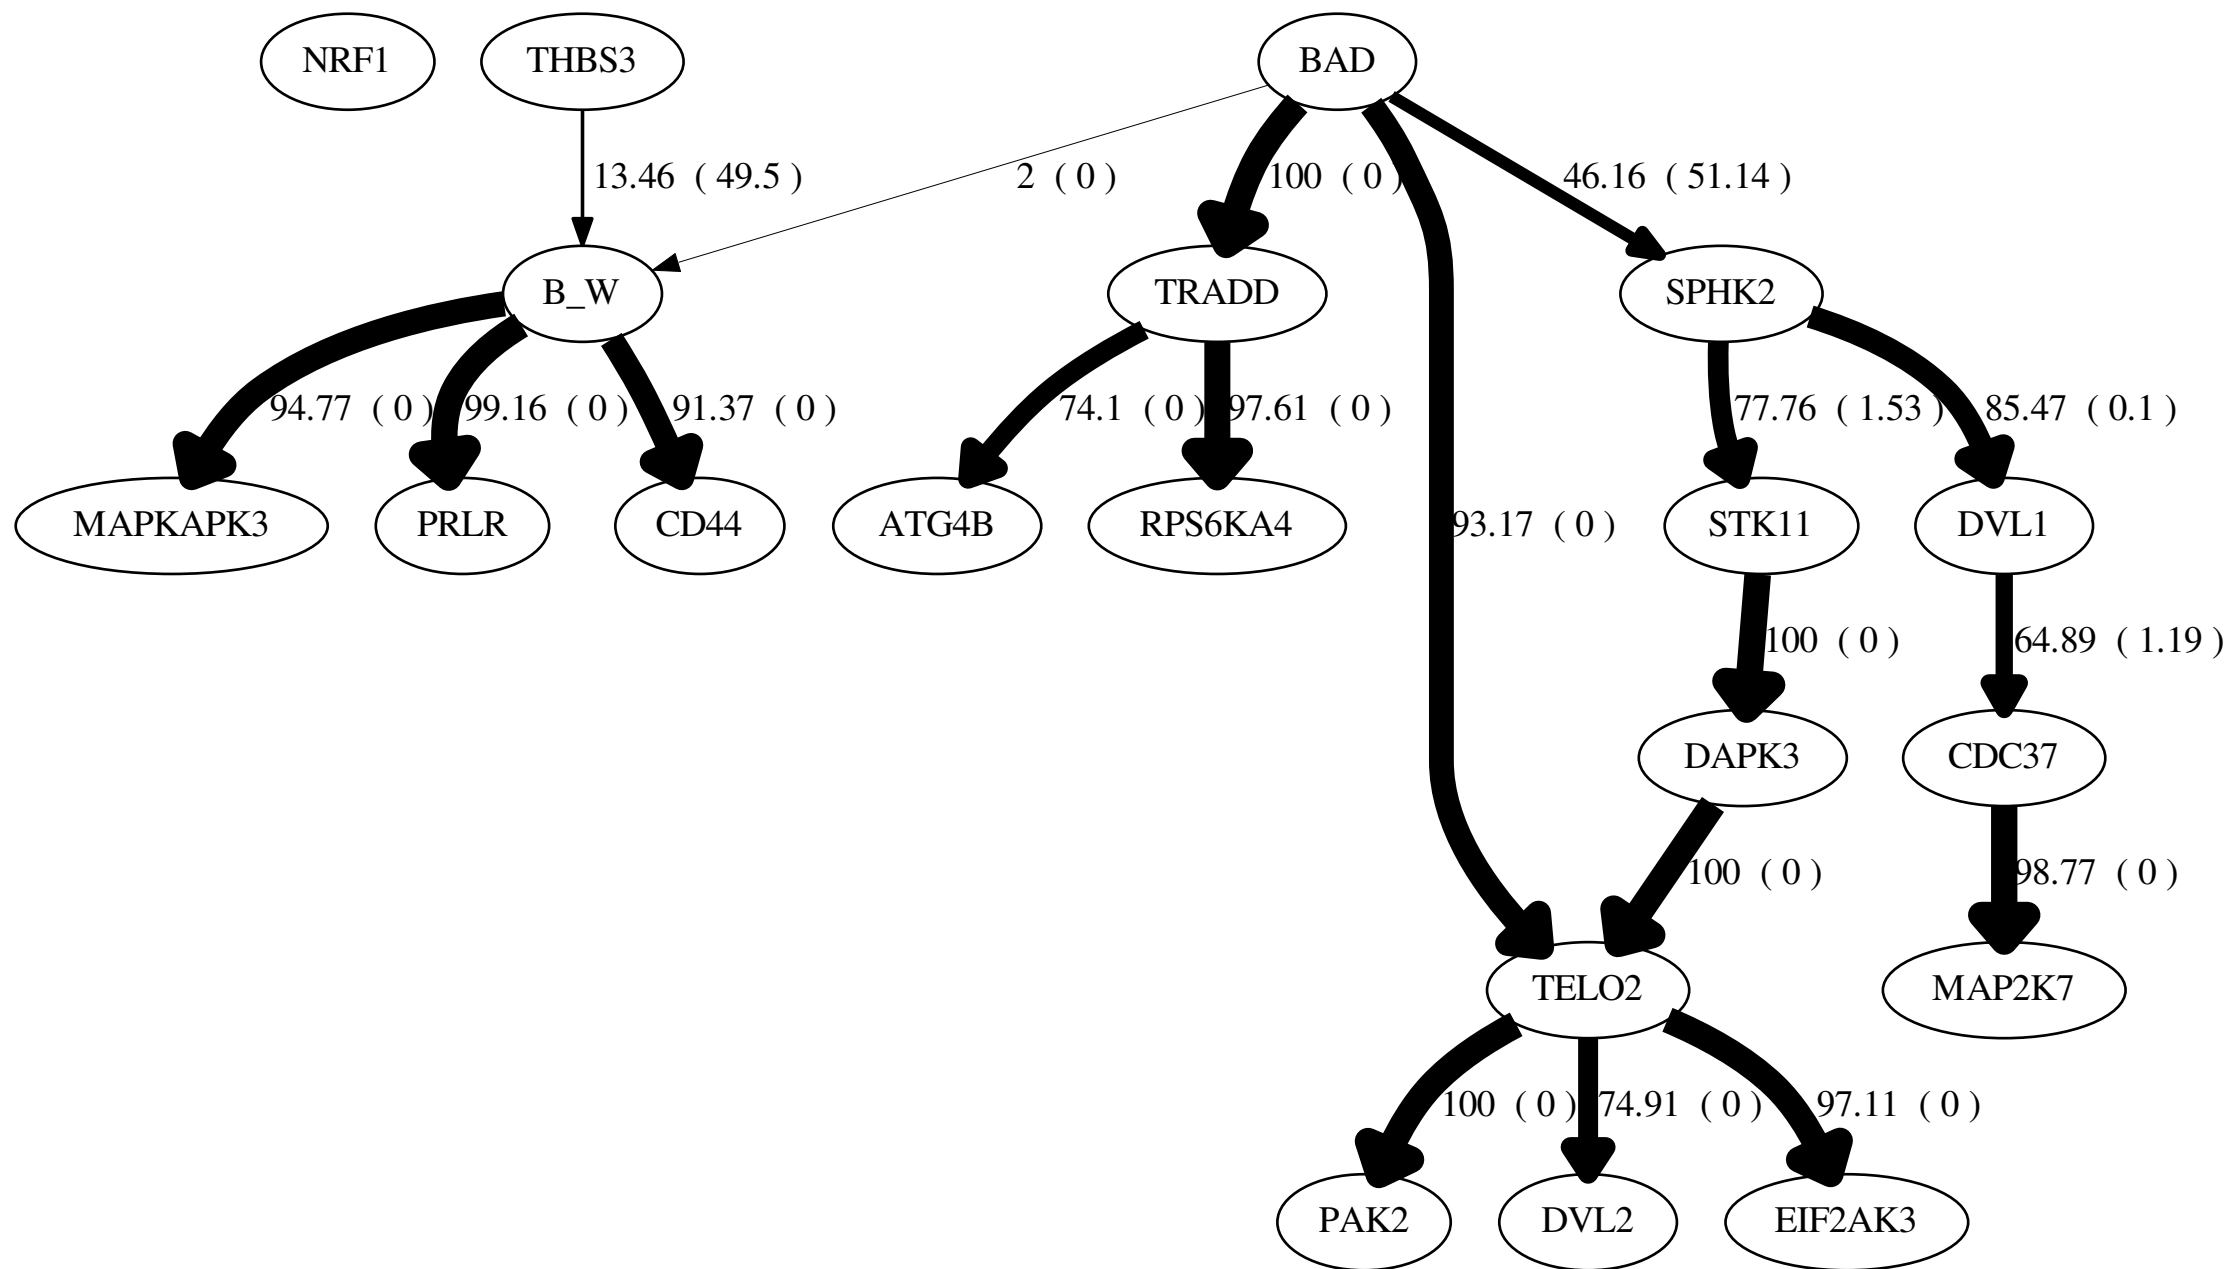 NRF1 THBS3 BAD
13.46 ( 49.5 ) 2 ( 0 ) 100 ( 0 ) 46.16 ( 51.14 )
B_W TRADD SPHK2
94.77 ( 0 ) 99.16 ( 0 ) 91.37 ( 0 ) 74.1 ( 0 ) 97.61 ( 0 ) 77.76 ( 1.53 ) 85.47 ( 0.1 )
MAPKAPK3 PRLR CD44 ATG4B RPS6KA4 93.17 ( 0 ) STK11 DVL1
100 ( 0 ) 64.89 ( 1.19 )
DAPK3 CDC37
100 ( 0 ) 98.77 ( 0 )
TELO2 MAP2K7
100 ( 0 ) 74.91 ( 0 ) 97.11 ( 0 )
PAK2 DVL2 EIF2AK3